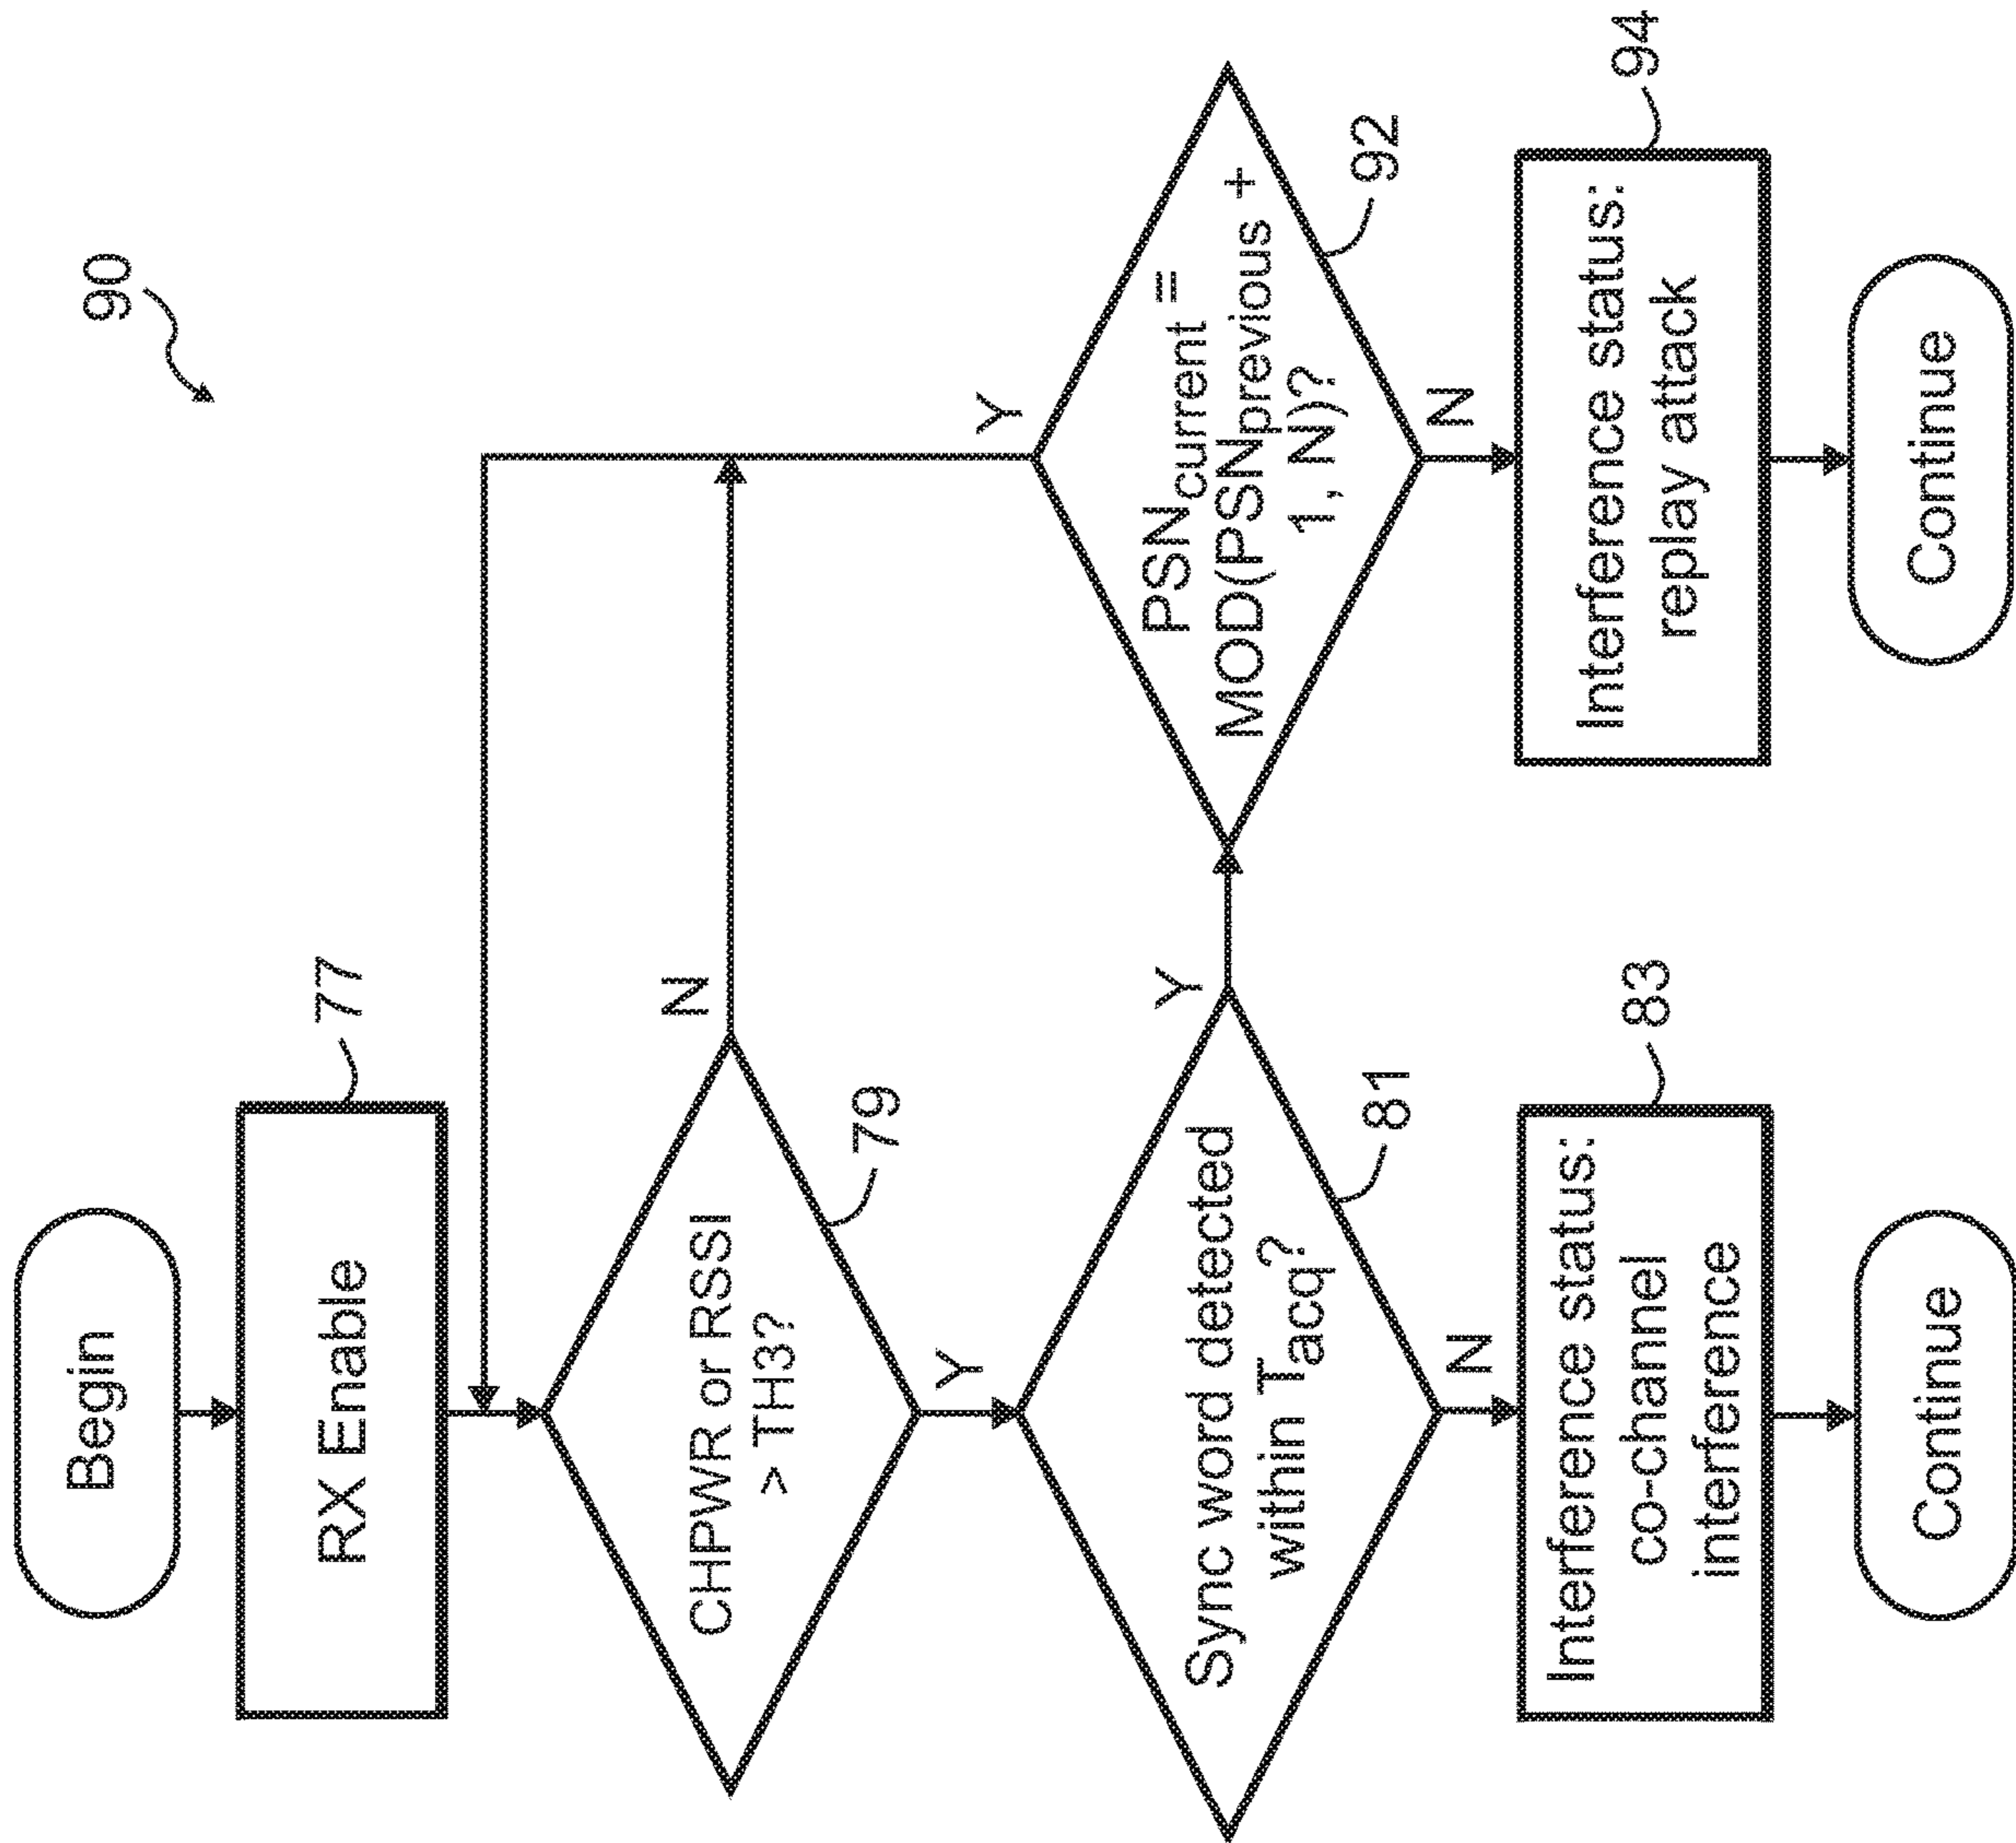 90
Begin
RX Enable
77
CHPWR or RSSI
> TH3?
79
N
Y
Sync word detected
within Tacq?
81
Y
N
PSNcurrent =
MOD(PSNprevious +
1, N)?
92
Y
N
Interference status:
co-channel
interference
83
Interference status:
replay attack
94
Continue
Continue